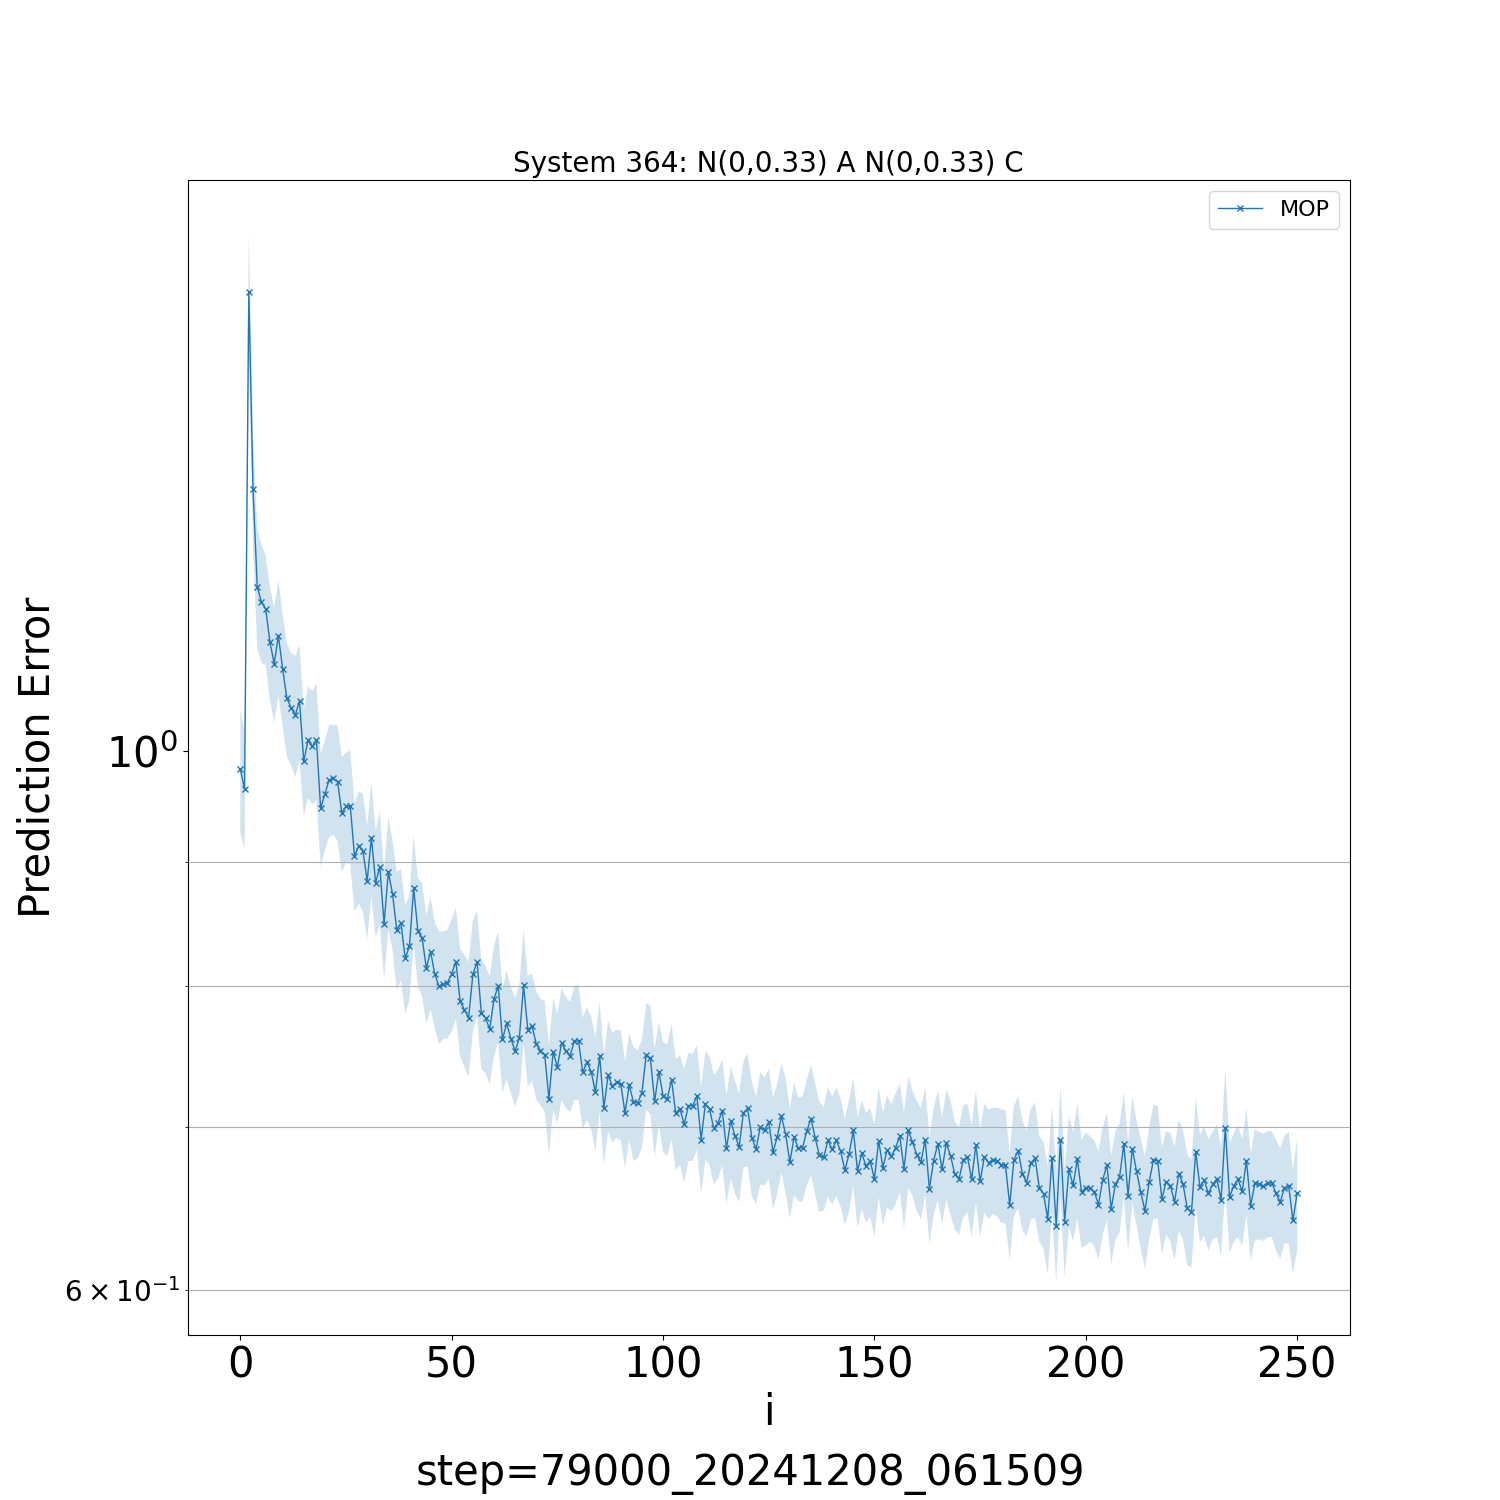 System 364: N(0,0.33) A N(0,0.33) C
MOP
Prediction Error
10⁰
6 × 10⁻¹
0 50 100 150 200 250
i
step=79000_20241208_061509